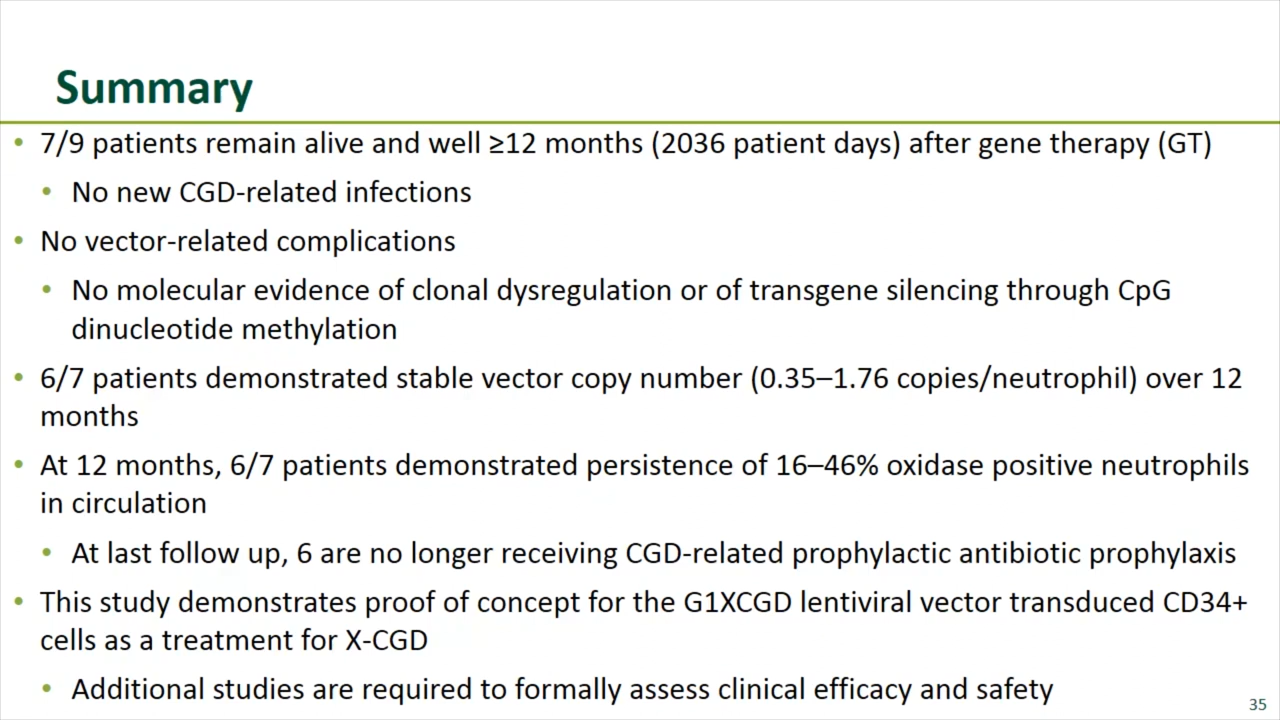 Summary
• 7/9 patients remain alive and well ≥12 months (2036 patient days) after gene therapy (GT)
• No new CGD-related infections
• No vector-related complications
• No molecular evidence of clonal dysregulation or of transgene silencing through CpG
dinucleotide methylation
• 6/7 patients demonstrated stable vector copy number (0.35–1.76 copies/neutrophil) over 12
months
• At 12 months, 6/7 patients demonstrated persistence of 16–46% oxidase positive neutrophils
in circulation
• At last follow up, 6 are no longer receiving CGD-related prophylactic antibiotic prophylaxis
• This study demonstrates proof of concept for the G1XCGD lentiviral vector transduced CD34+
cells as a treatment for X-CGD
• Additional studies are required to formally assess clinical efficacy and safety
35